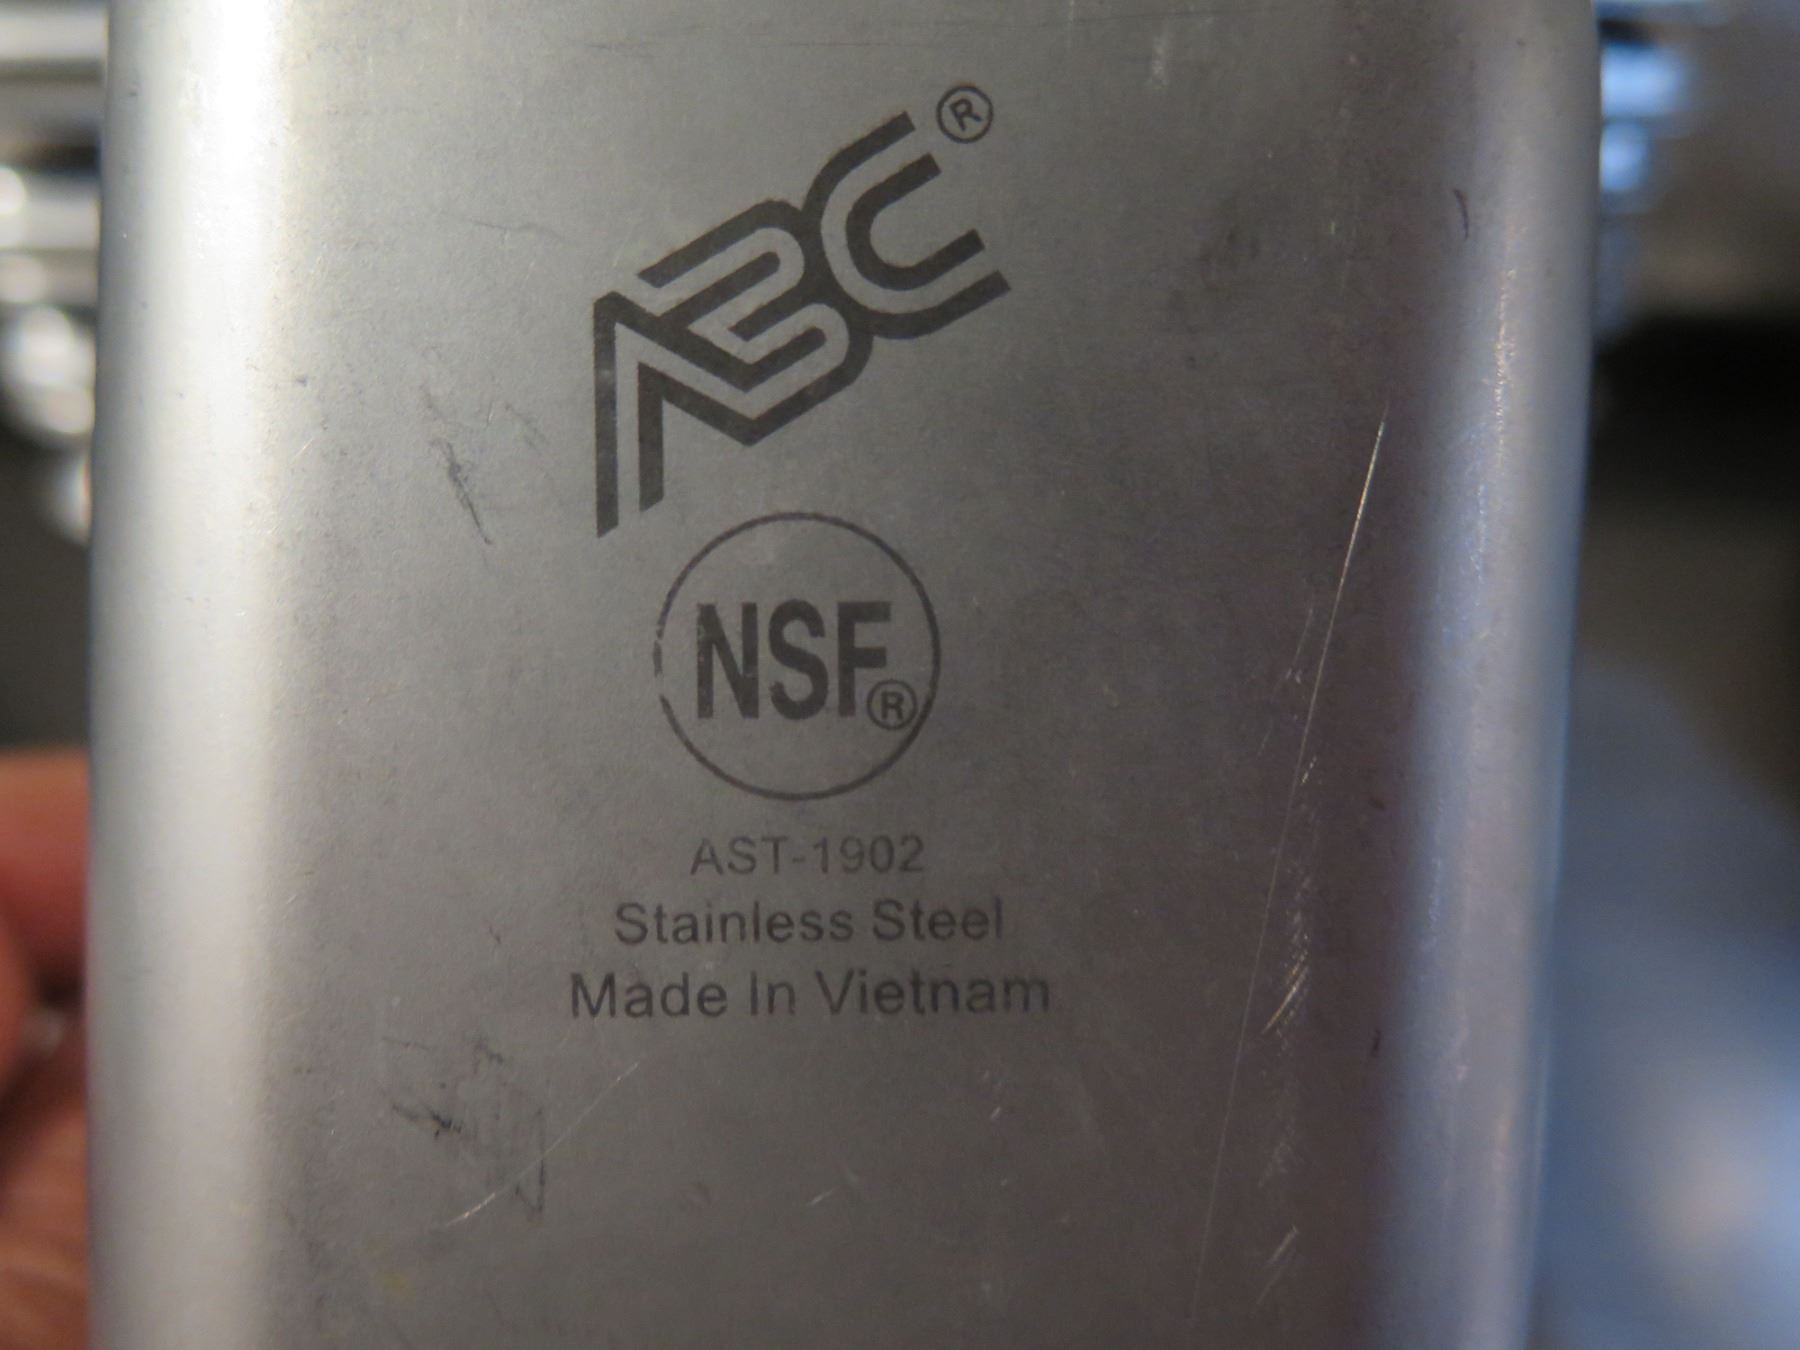 ABC®
NSF®
AST-1902
Stainless Steel
Made In Vietnam